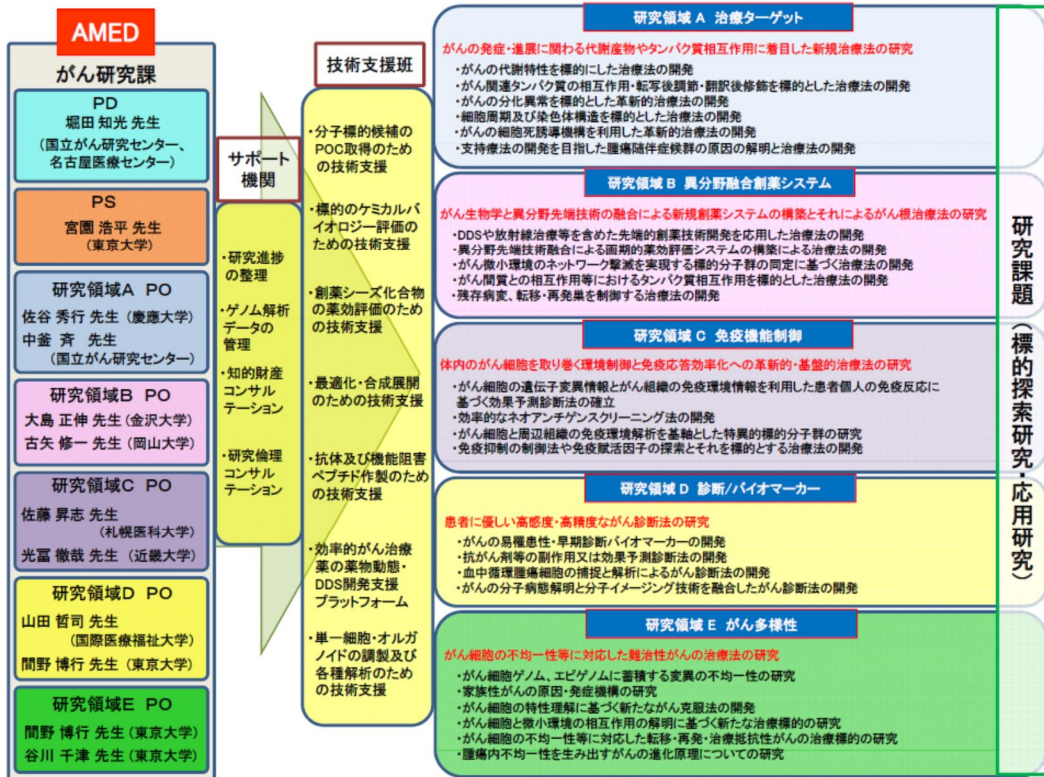 AMED
がん研究課
PD
堀田 知光 先生
(国立がん研究センター、
名古屋医療センター)
PS
宮園 浩平 先生
(東京大学)
研究領域A PO
佐谷 秀行 先生(慶應大学)
中釜 斉 先生
(国立がん研究センター)
研究領域B PO
大島 正伸 先生(金沢大学)
古矢 修一 先生(岡山大学)
研究領域C PO
佐藤 昇志 先生
(札幌医科大学)
光冨 徹哉 先生(近畿大学)
研究領域D PO
山田 哲司 先生
(国際医療福祉大学)
間野 博行 先生(東京大学)
研究領域E PO
間野 博行 先生(東京大学)
谷川 千津 先生(東京大学)
サポート
機関
・研究進捗
の整理
・ゲノム解析
データの
管理
・知的財産
コンサル
テーション
・研究倫理
コンサル
テーション
技術支援班
・分子標的候補の
POC取得のため
の技術支援
・標的のケミカルバ
イオロジー評価の
ための技術支援
・創薬シーズ化合物
の薬効評価のため
の技術支援
・最適化・合成展開
のための技術支援
・抗体及び機能阻害
ペプチド作製のため
の技術支援
・効率的がん治療
薬の薬物動態・
DDS開発支援
プラットフォーム
・単一細胞・オルガ
ノイドの調製及び
各種解析のため
の技術支援
研究領域 A 治療ターゲット
がんの発症・進展に関わる代謝産物やタンパク質相互作用に着目した新規治療法の研究
・がんの代謝特性を標的にした治療法の開発
・がん関連タンパク質の相互作用・転写後調節・翻訳後修飾を標的とした治療法の開発
・がんの分化異常を標的とした革新的治療法の開発
・細胞周期及び染色体構造を標的とした治療法の開発
・がんの細胞死誘導機構を利用した革新的治療法の開発
・支持療法の開発を目指した腫瘍随伴症候群の原因の解明と治療法の開発
研究領域 B 異分野融合創薬システム
がん生物学と異分野先端技術の融合による新規創薬システムの構築とそれによるがん根治療法の研究
・DDSや放射線治療等を含めた先端的創薬技術開発を応用した治療法の開発
・異分野先端技術融合による画期的薬効評価システムの構築による治療法の開発
・がん微小環境のネットワーク撃滅を実現する標的分子群の同定に基づく治療法の開発
・がん間質との相互作用等におけるタンパク質相互作用を標的とした治療法の開発
・残存病変、転移・再発巣を制御する治療法の開発
研究領域 C 免疫機能制御
体内のがん細胞を取り巻く環境制御と免疫応答効率化への革新的・基盤的治療法の研究
・がん細胞の遺伝子変異情報とがん組織の免疫環境情報を利用した患者個人の免疫反応に
基づく効果予測診断法の確立
・効率的なネオアンチゲンスクリーニング法の開発
・がん細胞と周辺組織の免疫環境解析を基軸とした特異的標的分子群の研究
・免疫抑制の制御法や免疫賦活因子の探索とそれを標的とする治療法の開発
研究領域 D 診断/バイオマーカー
患者に優しい高感度・高精度ながん診断法の研究
・がんの易罹患性・早期診断バイオマーカーの開発
・抗がん剤等の副作用又は効果予測診断法の開発
・血中循環腫瘍細胞の捕捉と解析によるがん診断法の開発
・がんの分子病態解明と分子イメージング技術を融合したがん診断法の開発
研究領域 E がん多様性
がん細胞の不均一性等に対応した難治性がんの治療法の研究
・がん細胞ゲノム、エピゲノムに蓄積する変異の不均一性の研究
・家族性がんの原因・発症機構の研究
・がん細胞の特性理解に基づく新たながん克服法の開発
・がん細胞と微小環境の相互作用の解明に基づく新たな治療標的の研究
・がん細胞の不均一性等に対応した転移・再発・治療抵抗性がんの治療標的の研究
・腫瘍内不均一性を生み出すがんの進化原理についての研究
研究課題(標的探索研究・応用研究)